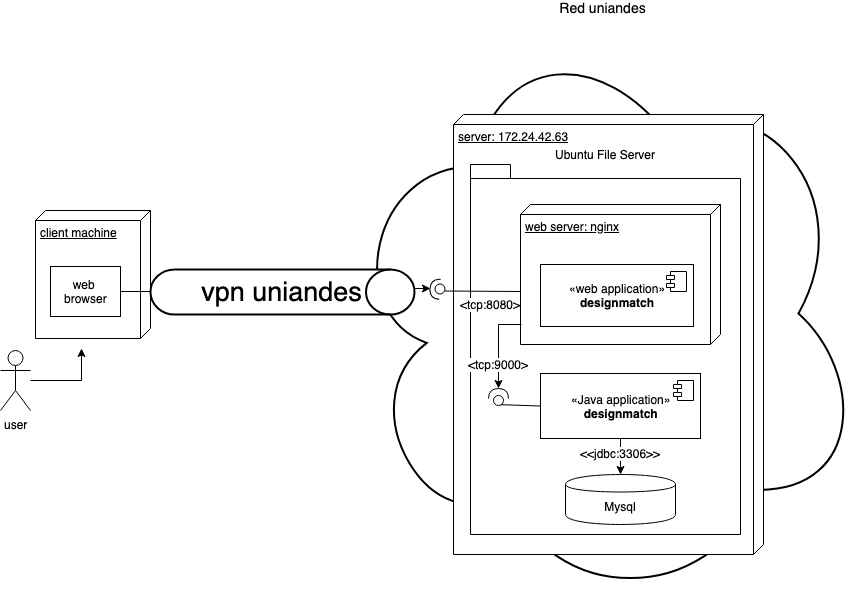 Red uniandes
server: 172.24.42.63
Ubuntu File Server
client machine
web
browser
vpn uniandes
web server: nginx
«web application»
designmatch
<tcp:8080>
<tcp:9000>
«Java application»
designmatch
<<jdbc:3306>>
Mysql
user